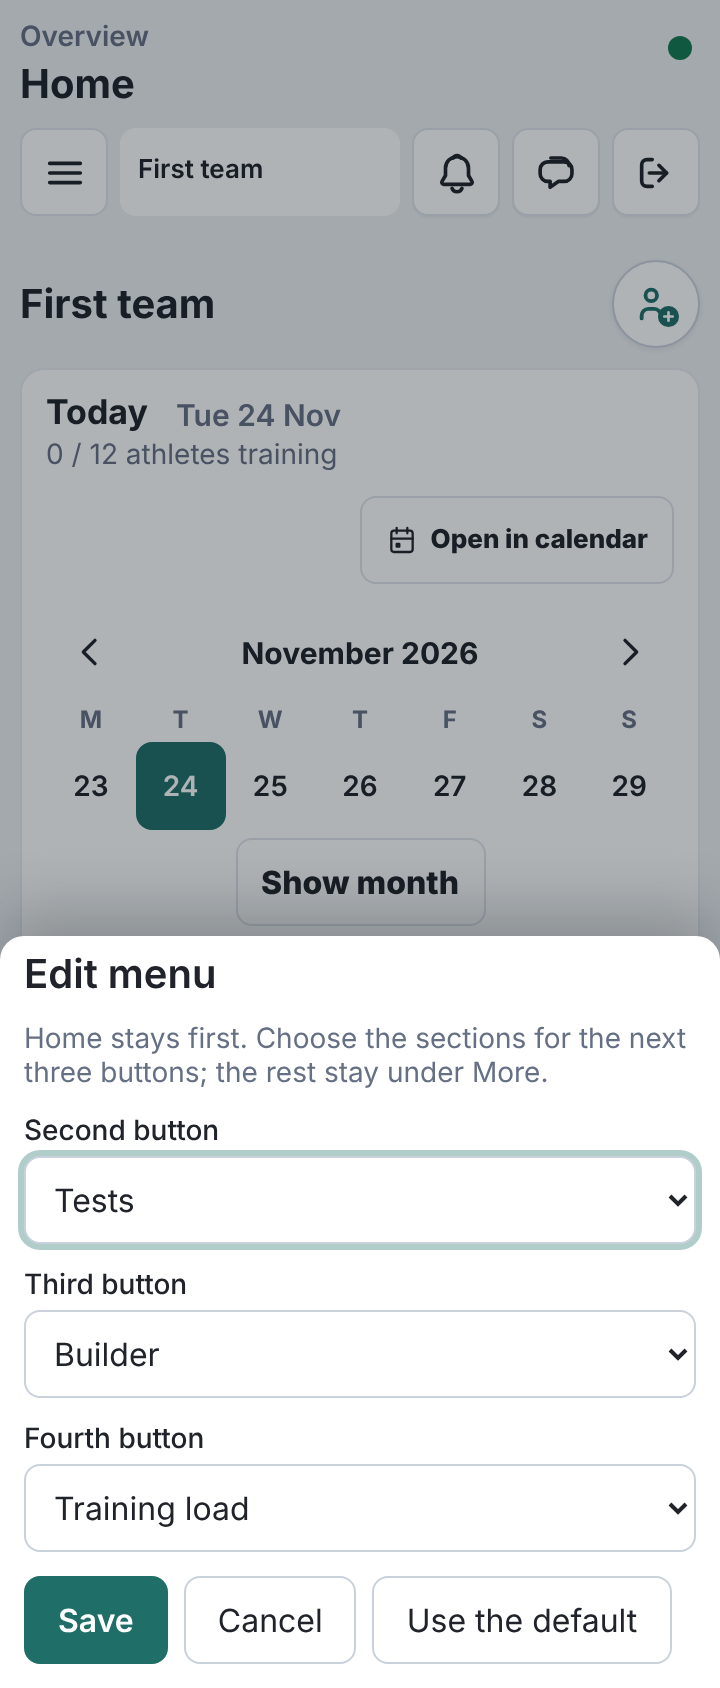 Overview
Home
First team
First team
Today Tue 24 Nov
0 / 12 athletes training
Open in calendar
November 2026
M T W T F S S
23 24 25 26 27 28 29
Show month
Edit menu
Home stays first. Choose the sections for the next
three buttons; the rest stay under More.
Second button
Tests
Third button
Builder
Fourth button
Training load
Save Cancel Use the default